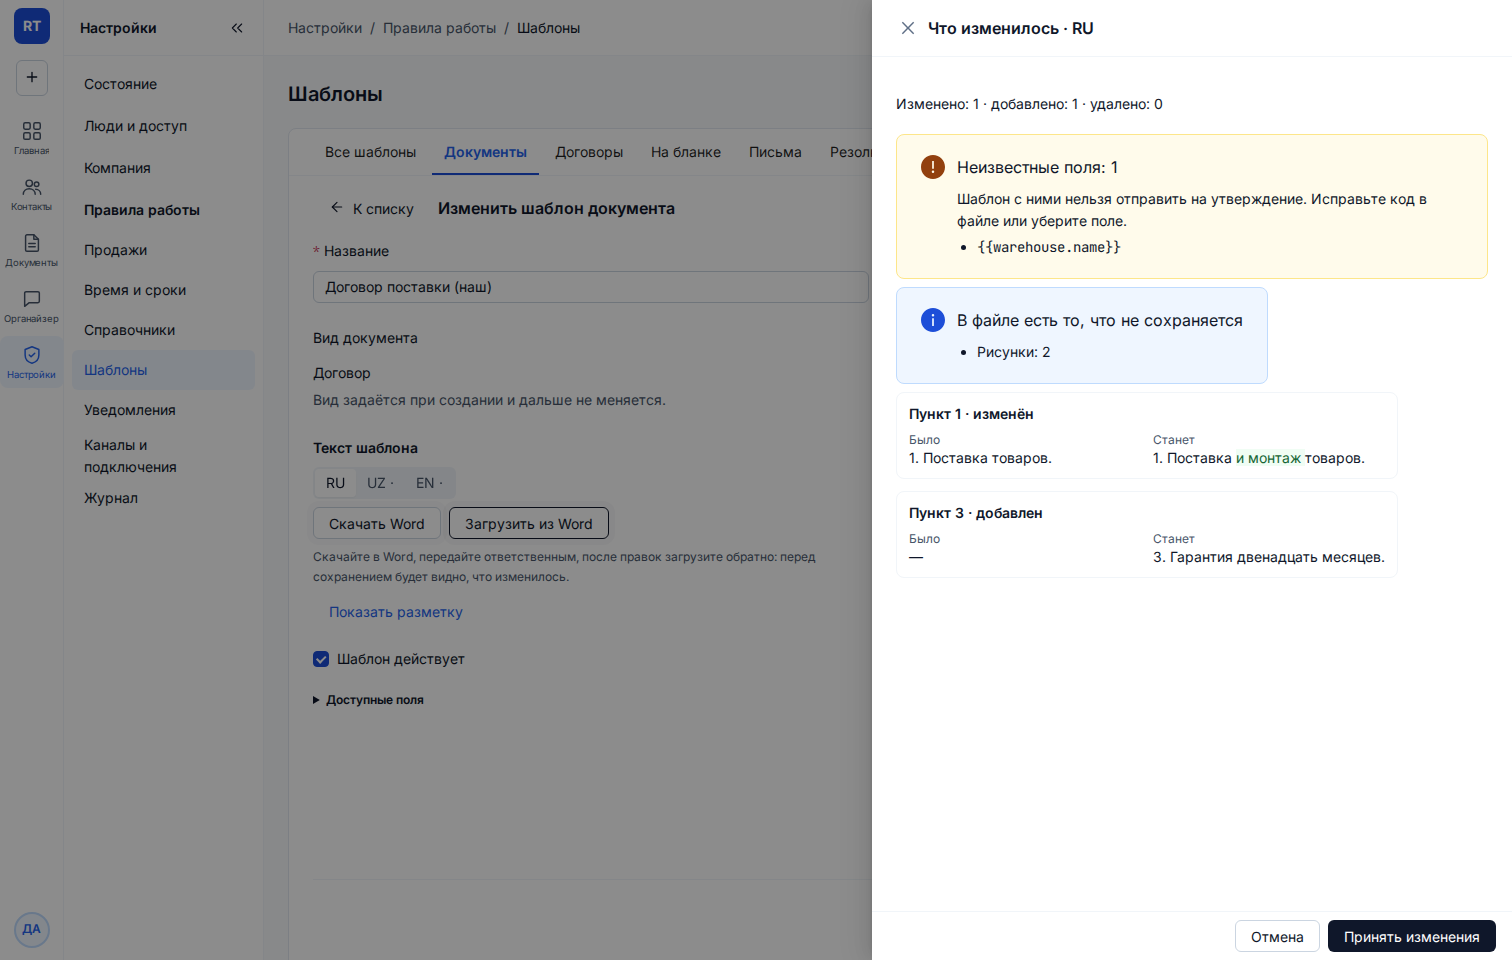 RT
Главная
Контакты
Документы
Органайзер
Настройки
ДА
Настройки
Состояние
Люди и доступ
Компания
Правила работы
Продажи
Время и сроки
Справочники
Шаблоны
Уведомления
Каналы и
подключения
Журнал
Настройки / Правила работы / Шаблоны
Шаблоны
Все шаблоны Документы Договоры На бланке Письма
К списку Изменить шаблон документа
* Название
Договор поставки (наш)
Вид документа
Договор
Вид задаётся при создании и дальше не меняется.
Текст шаблона
RU UZ · EN ·
Скачать Word Загрузить из Word
Скачайте в Word, передайте ответственным, после правок загрузите обратно: перед
сохранением будет видно, что изменилось.
Показать разметку
Шаблон действует
Доступные поля
Что изменилось · RU
Изменено: 1 · добавлено: 1 · удалено: 0
Неизвестные поля: 1
Шаблон с ними нельзя отправить на утверждение. Исправьте код в
файле или уберите поле.
• {{warehouse.name}}
В файле есть то, что не сохраняется
• Рисунки: 2
Пункт 1 · изменён
Было Станет
1. Поставка товаров. 1. Поставка и монтаж товаров.
Пункт 3 · добавлен
Было Станет
— 3. Гарантия двенадцать месяцев.
Отмена Принять изменения